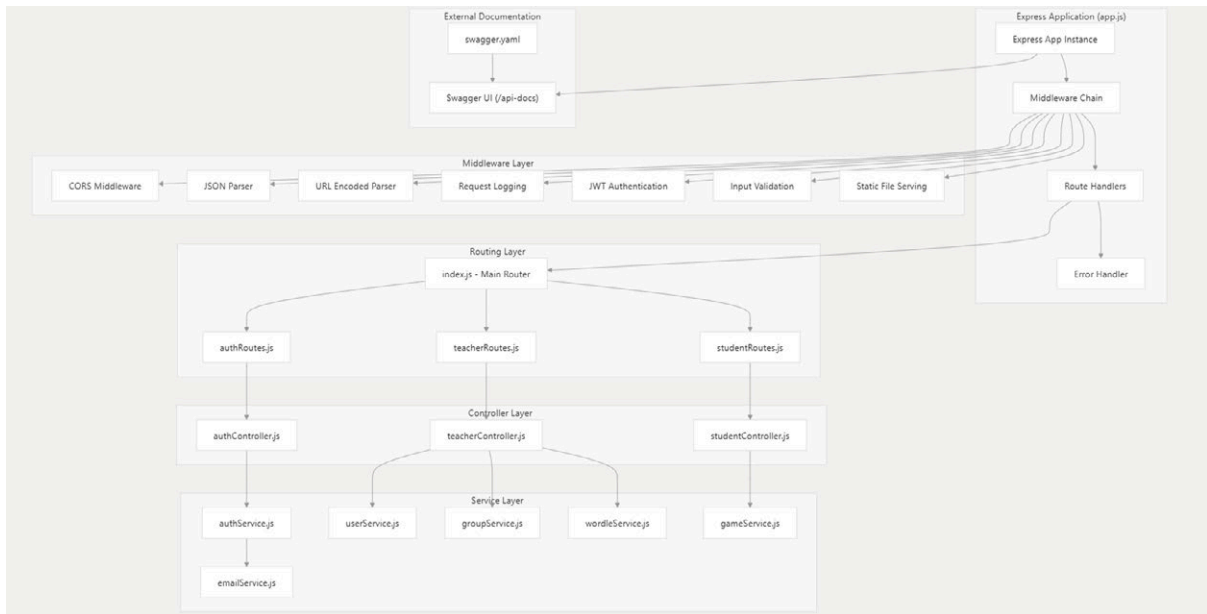 External Documentation
Express Application (app.js)
swagger.yaml
Express App Instance
Swagger UI (/api-docs)
Middleware Chain
Middleware Layer
CORS Middleware
JSON Parser
URL Encoded Parser
Request Logging
JWT Authentication
Input Validation
Static File Serving
Route Handlers
Routing Layer
index.js - Main Router
Error Handler
authRoutes.js
teacherRoutes.js
studentRoutes.js
Controller Layer
authController.js
teacherController.js
studentController.js
Service Layer
authService.js
userService.js
groupService.js
wordleService.js
gameService.js
emailService.js